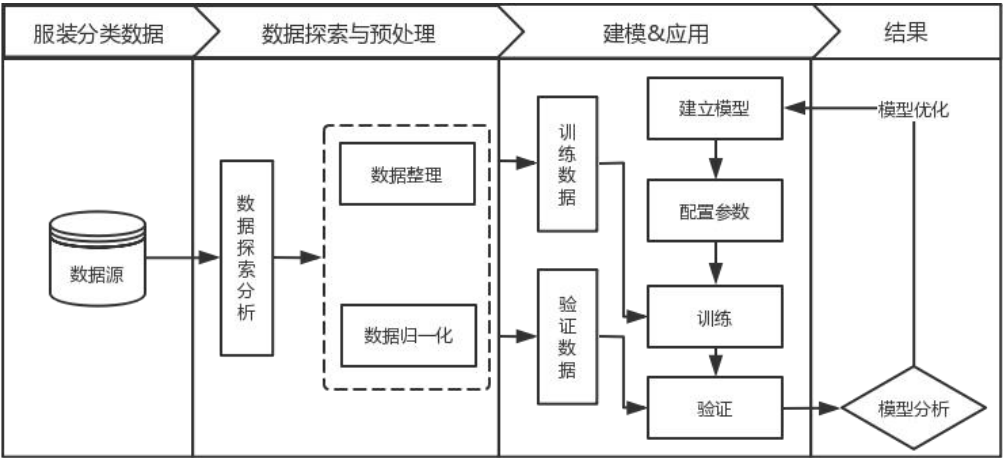 服装分类数据
数据探索与预处理
建模&应用
结果
数据源
数据探索分析
数据整理
数据归一化
训练数据
验证数据
建立模型
配置参数
训练
验证
模型优化
模型分析